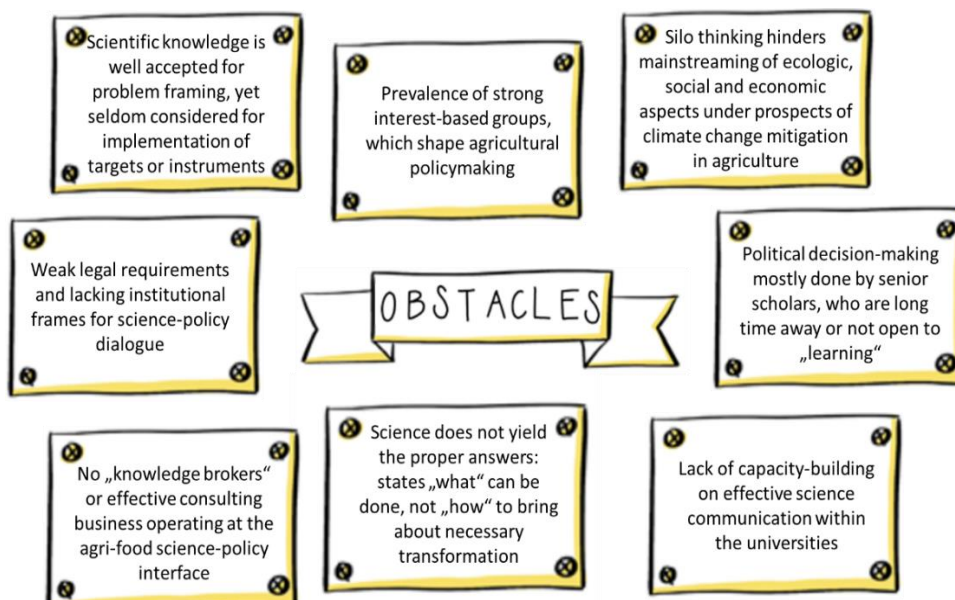 Scientific knowledge is
well accepted for
problem framing, yet
seldom considered for
implementation of
targets or instruments
Prevalence of strong
interest-based groups,
which shape agricultural
policymaking
Silo thinking hinders
mainstreaming of ecologic,
social and economic
aspects under prospects of
climate change mitigation
in agriculture
Weak legal requirements
and lacking institutional
frames for science-policy
dialogue
OBSTACLES
Political decision-making
mostly done by senior
scholars, who are long
time away or not open to
„learning“
No „knowledge brokers“
or effective consulting
business operating at the
agri-food science-policy
interface
Science does not yield
the proper answers:
states „what“ can be
done, not „how“ to bring
about necessary
transformation
Lack of capacity-building
on effective science
communication within
the universities